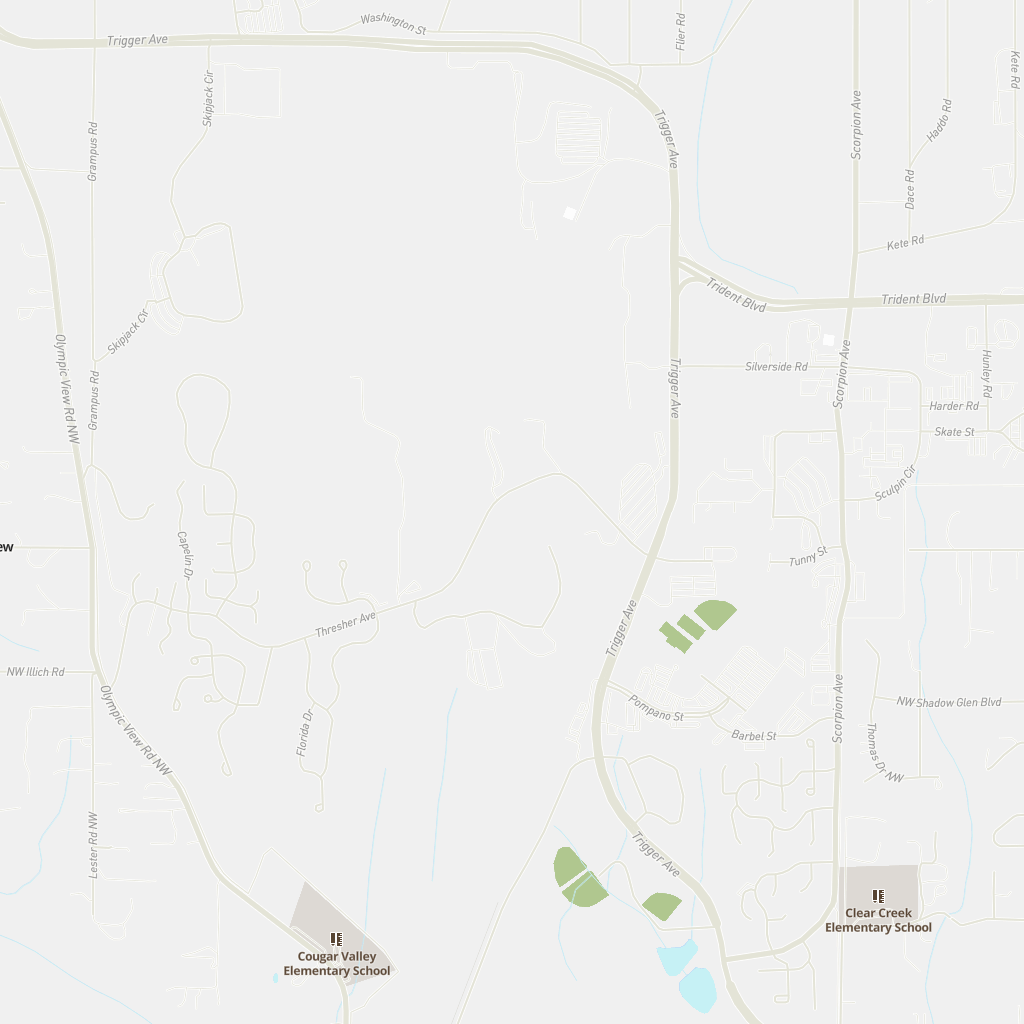 Washington St
Flier Rd
Trigger Ave
Kete Rd
Skipjack Cir
Scorpion Ave
Haddo Rd
Grampus Rd
Trigger Ave
Dace Rd
Kete Rd
Trident Blvd
Trident Blvd
Skipjack Cir
Olympic View Rd NW
Grampus Rd
Trigger Ave
Silverside Rd
Scorpion Ave
Hunley Rd
Harder Rd
Skate St
Sculpin Cir
ew
Capelin Dr
Tunny St
Thresher Ave
Trigger Ave
NW Illich Rd
Olympic View Rd NW
Florida Dr
Pompano St
Barbel St
Scorpion Ave
NW Shadow Glen Blvd
Thomas Dr NW
Lester Rd NW
Trigger Ave
Clear Creek
Elementary School
Cougar Valley
Elementary School